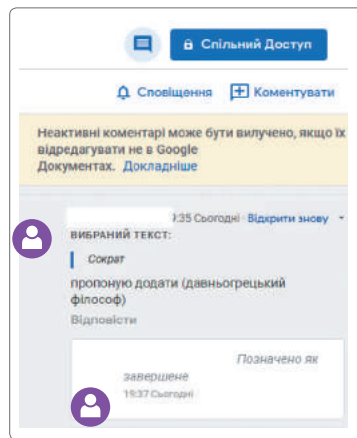 Спільний Доступ
Сповіщення Коментувати
Неактивні коментарі може бути вилучено, якщо їх
відредагувати не в Google
Документах. Докладніше
9:35 Сьогодні Відкрити знову
ВИБРАНИЙ ТЕКСТ:
Сократ
пропоную додати (давньогрецький
філософ)
Відповісти
Позначено як
завершене
19:37 Сьогодні